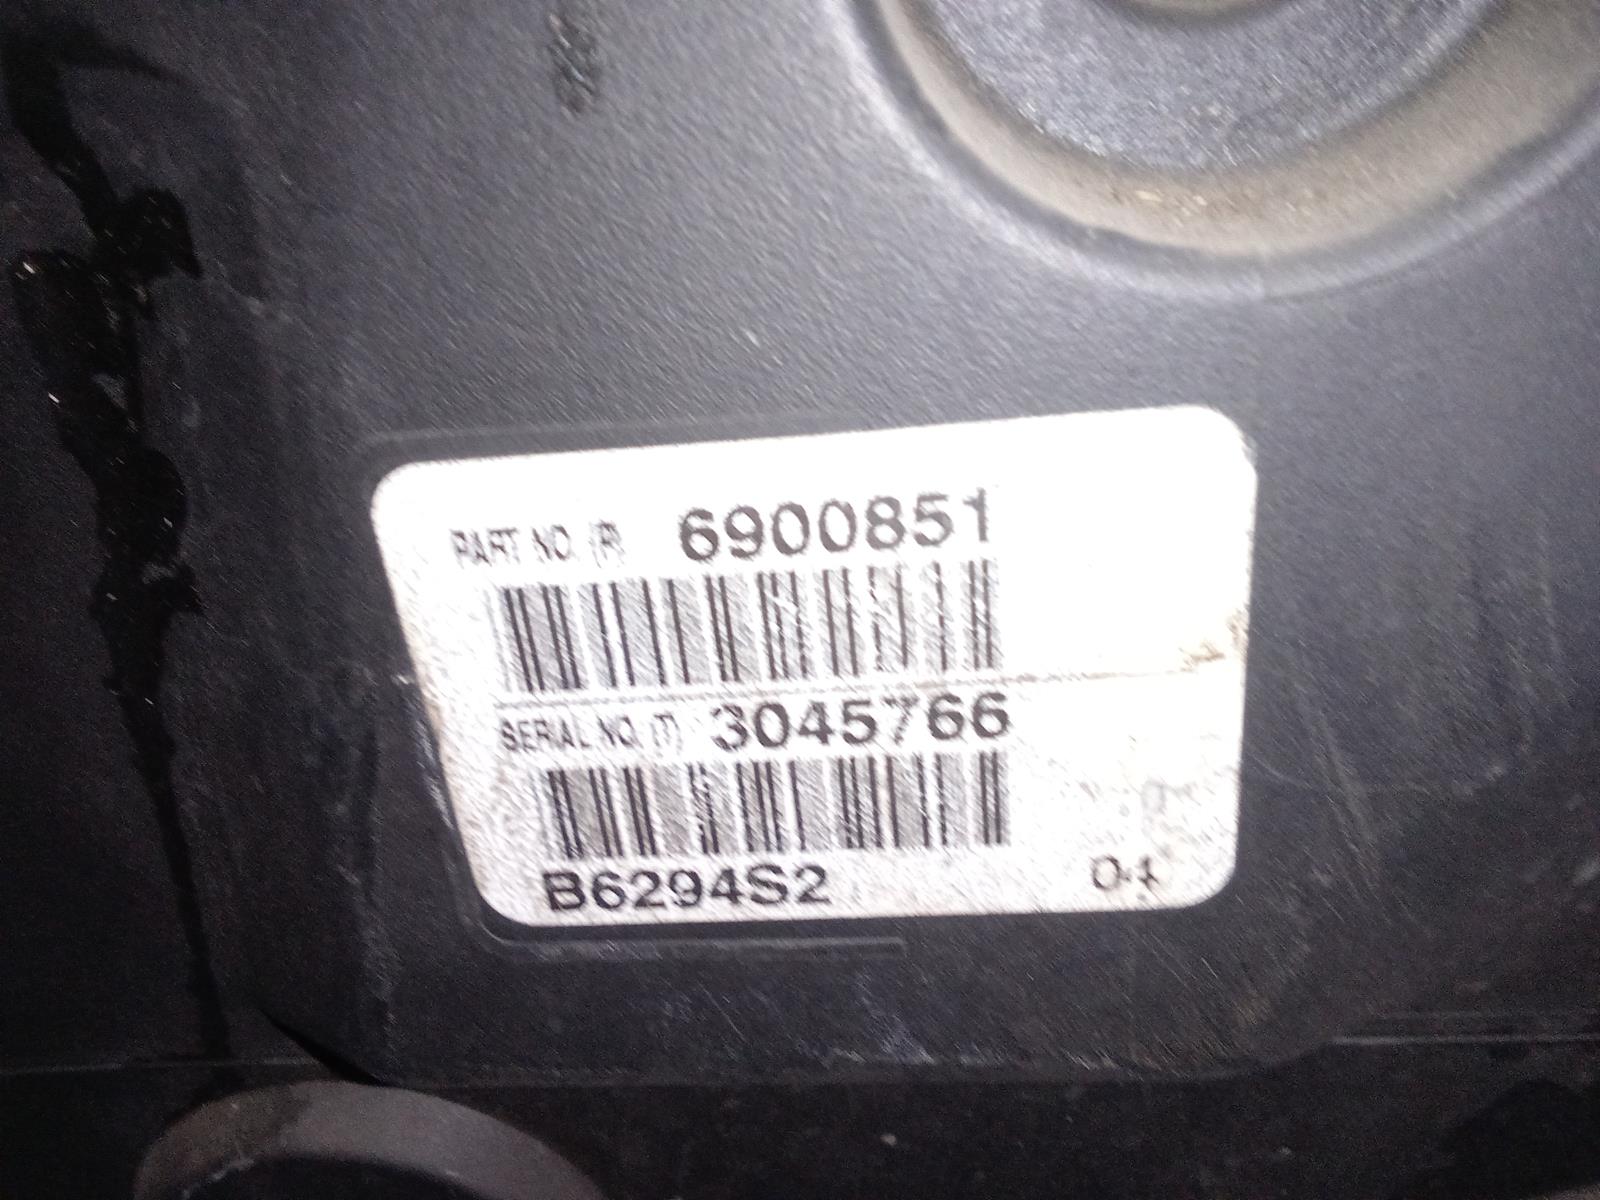 PART NO. (P) 6900851
SERIAL NO. (T) 3045766
B6294S2 04